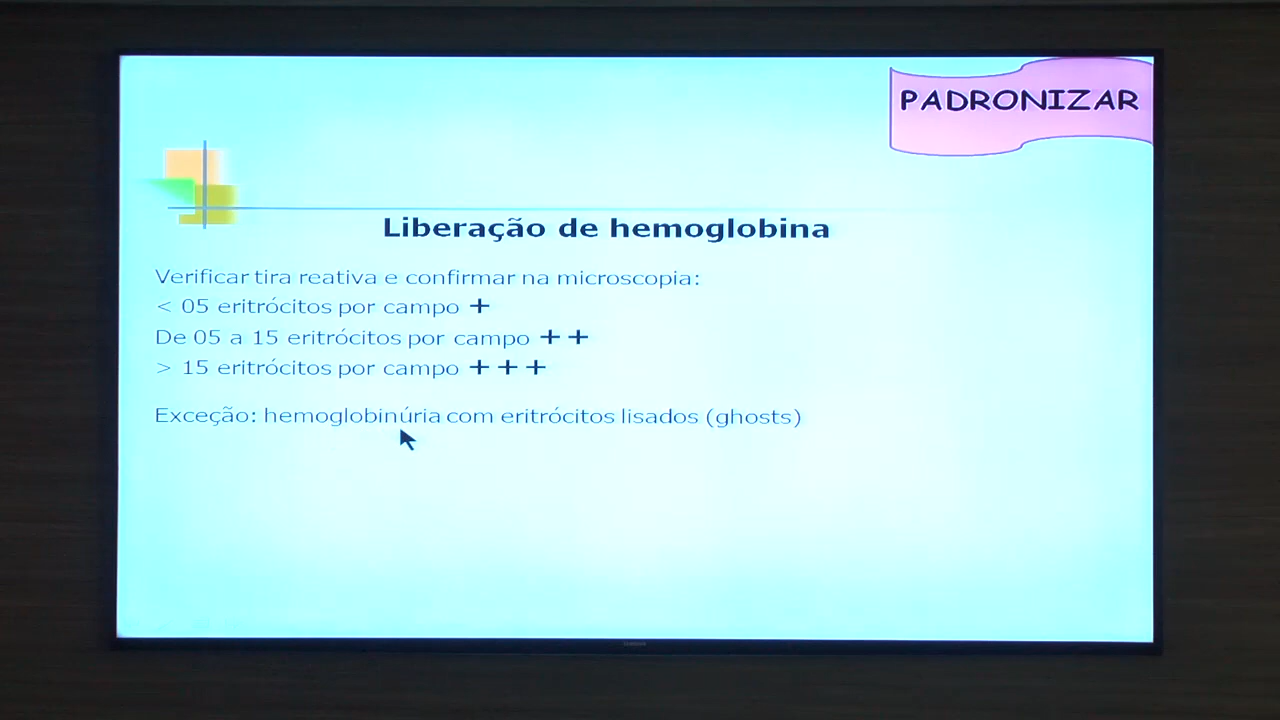 PADRONIZAR
Liberação de hemoglobina
Verificar tira reativa e confirmar na microscopia:
< 05 eritrócitos por campo +
De 05 a 15 eritrócitos por campo ++
> 15 eritrócitos por campo +++
Exceção: hemoglobinúria com eritrócitos lisados (ghosts)